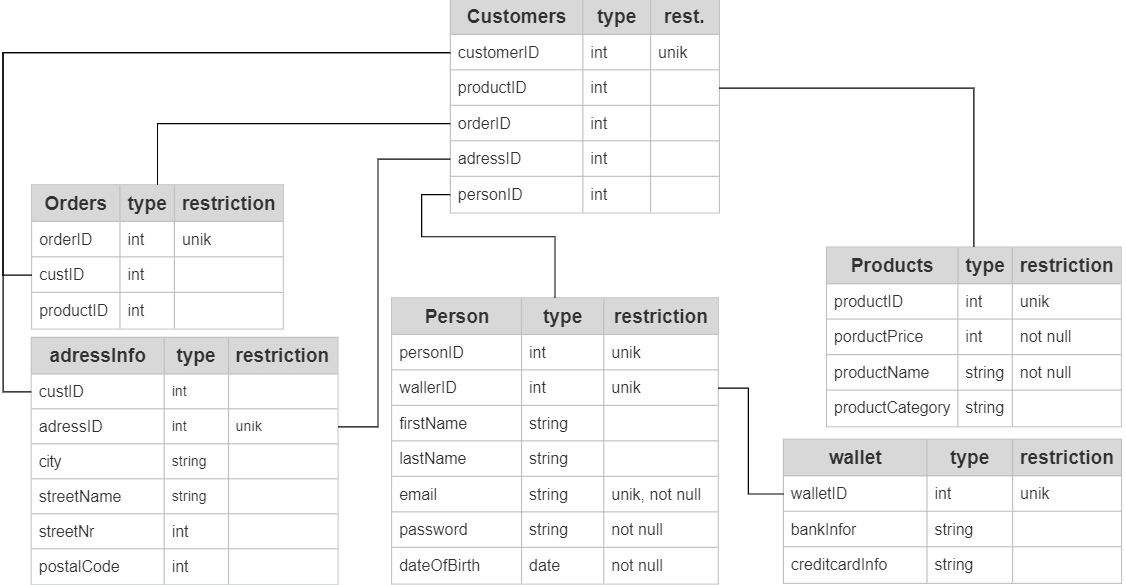 Customers type rest.
customerID int unik
productID int
orderID int
adressID int
personID int
Orders type restriction
orderID int unik
custID int
productID int
adressInfo type restriction
custID int
adressID int unik
city string
streetName string
streetNr int
postalCode int
Person type restriction
personID int unik
wallerID int unik
firstName string
lastName string
email string unik, not null
password string not null
dateOfBirth date not null
Products type restriction
productID int unik
porductPrice int not null
productName string not null
productCategory string
wallet type restriction
walletID int unik
bankInfor string
creditcardInfo string